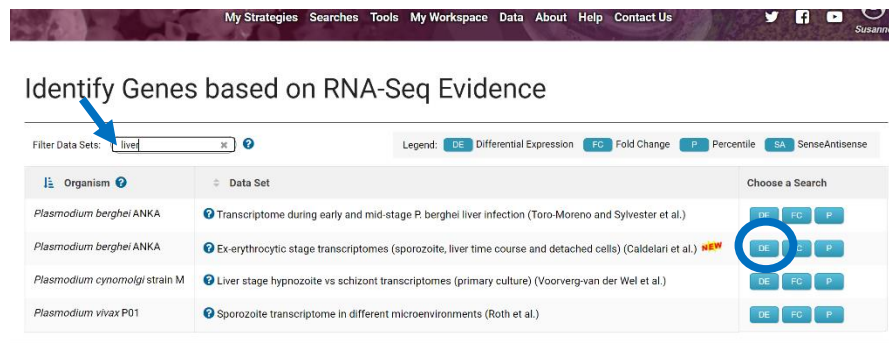 My Strategies Searches Tools My Workspace Data About Help Contact Us
Identify Genes based on RNA-Seq Evidence
Filter Data Sets: liver
Legend: DE Differential Expression FC Fold Change P Percentile SA SenseAntisense
Organism Data Set Choose a Search
Plasmodium berghei ANKA Transcriptome during early and mid-stage P. berghei liver infection (Toro-Moreno and Sylvester et al.) DE FC P
Plasmodium berghei ANKA Ex-erythrocytic stage transcriptomes (sporozoite, liver time course and detached cells) (Caldelari et al.) NEW DE P
Plasmodium cynomolgi strain M Liver stage hypnozoite vs schizont transcriptomes (primary culture) (Voorverg-van der Wel et al.) DE FC P
Plasmodium vivax P01 Sporozoite transcriptome in different microenvironments (Roth et al.) DE FC P